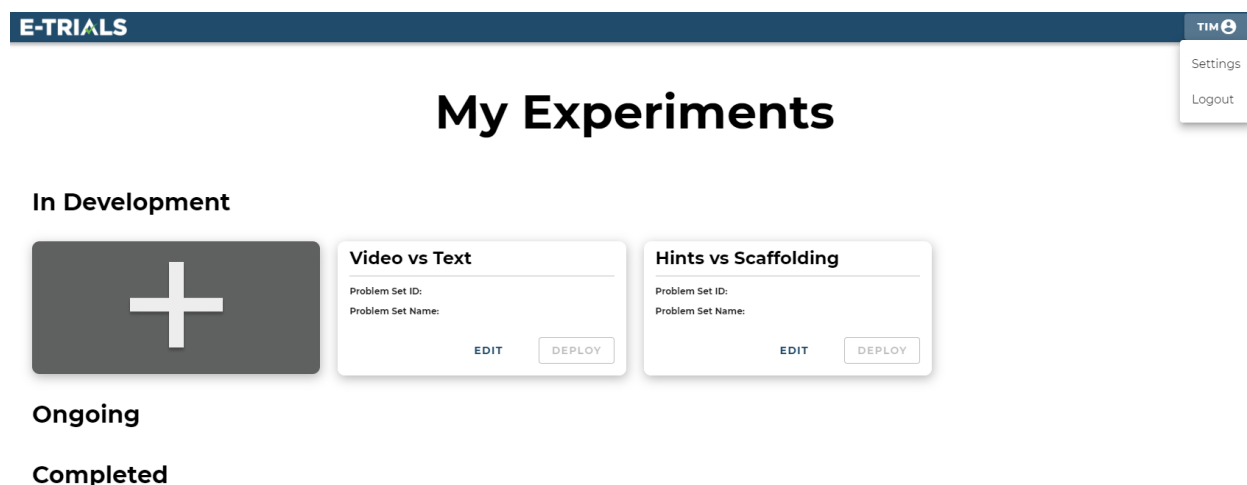 E-TRIALS
TIM
Settings
Logout
My Experiments
In Development
Video vs Text
Problem Set ID:
Problem Set Name:
EDIT DEPLOY
Hints vs Scaffolding
Problem Set ID:
Problem Set Name:
EDIT DEPLOY
Ongoing
Completed